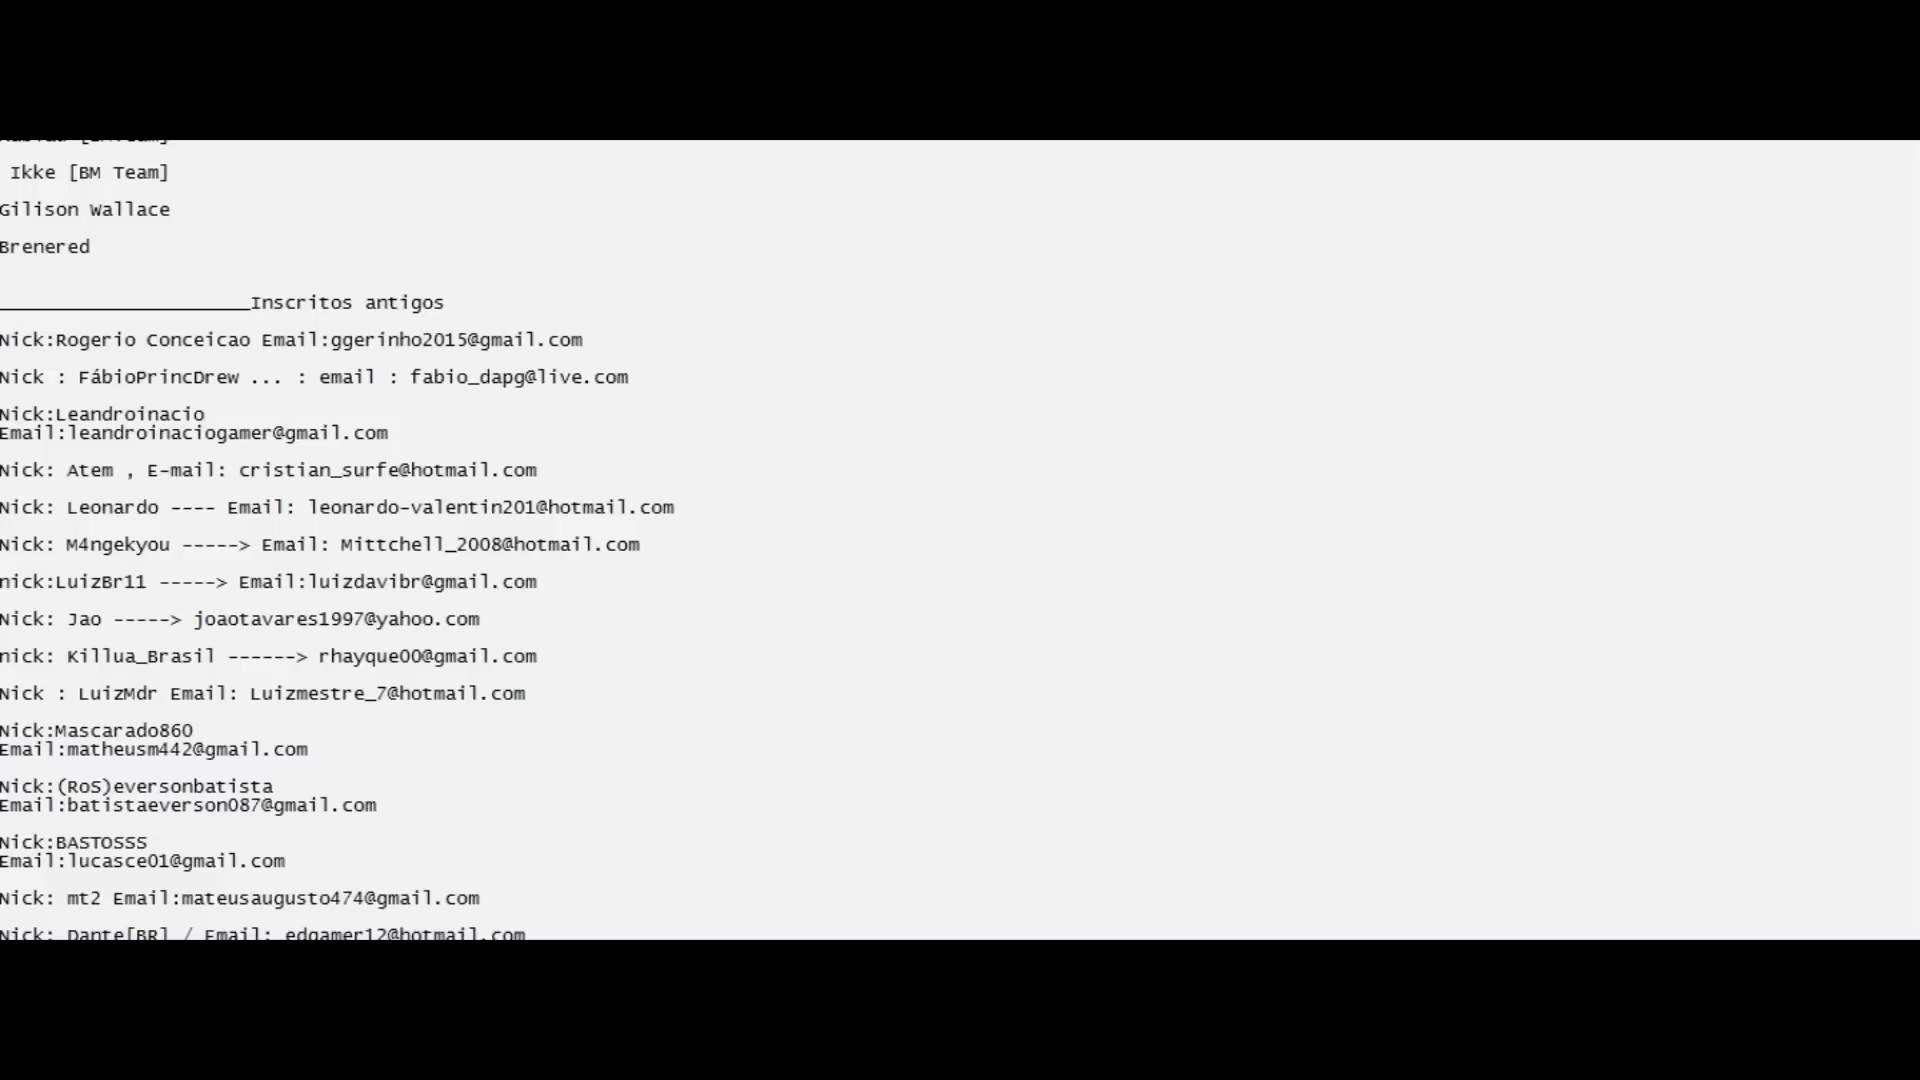 Ikke [BM Team]
Gilison Wallace
Brenered
______________________Inscritos antigos
Nick:Rogerio Conceicao Email:ggerinho2015@gmail.com
Nick : FábioPrincDrew ... : email : fabio_dapg@live.com
Nick:Leandroinacio
Email:leandroinaciogamer@gmail.com
Nick: Atem , E-mail: cristian_surfe@hotmail.com
Nick: Leonardo ---- Email: leonardo-valentin201@hotmail.com
Nick: M4ngekyou -----> Email: Mittchell_2008@hotmail.com
nick:LuizBr11 -----> Email:luizdavibr@gmail.com
Nick: Jao -----> joaotavares1997@yahoo.com
nick: Killua_Brasil ------> rhayque00@gmail.com
Nick : LuizMdr Email: Luizmestre_7@hotmail.com
Nick:Mascarado860
Email:matheusm442@gmail.com
Nick:(RoS)eversonbatista
Email:batistaeverson087@gmail.com
Nick:BASTOSSS
Email:lucasce01@gmail.com
Nick: mt2 Email:mateusaugusto474@gmail.com
Nick: Dante[BR] / Email: edgamer12@hotmail.com